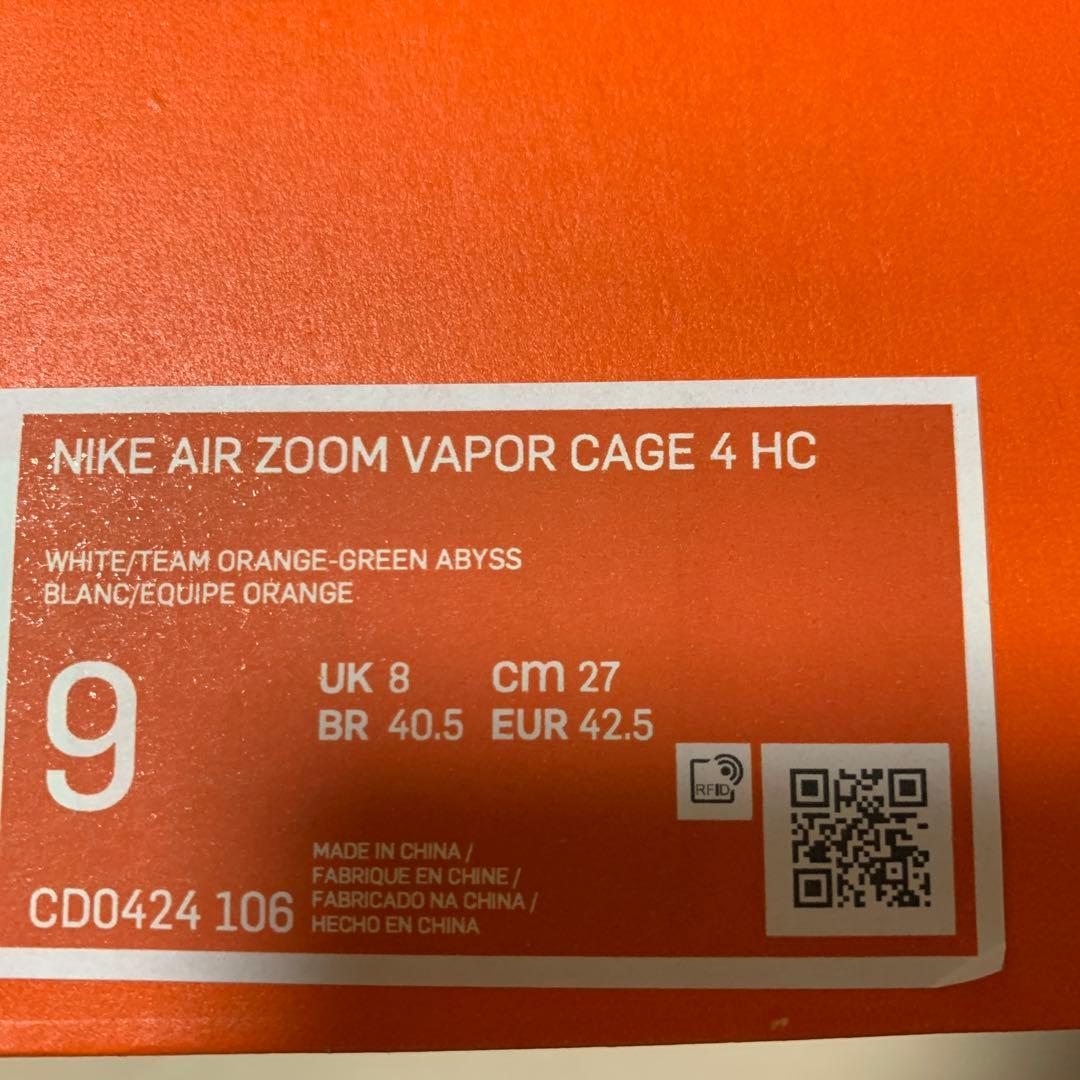 NIKE AIR ZOOM VAPOR CAGE 4 HC
WHITE/TEAM ORANGE-GREEN ABYSS
BLANC/EQUIPE ORANGE
9
UK 8 cm 27
BR 40.5 EUR 42.5
RFID
CD0424 106
MADE IN CHINA /
FABRIQUE EN CHINE /
FABRICADO NA CHINA /
HECHO EN CHINA